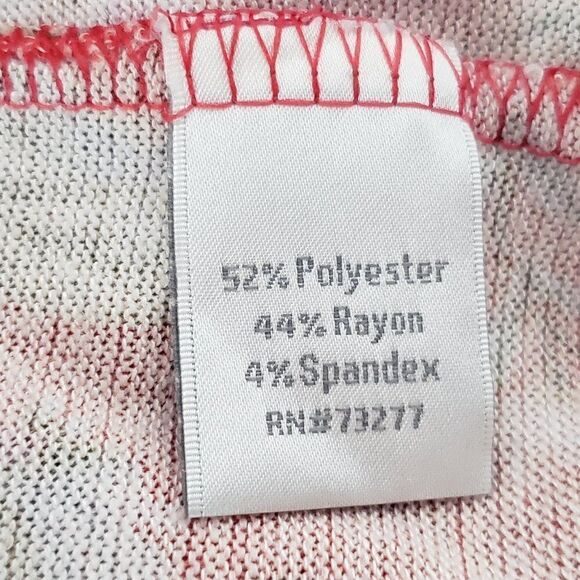 52% Polyester
44% Rayon
4% Spandex
RN#73277